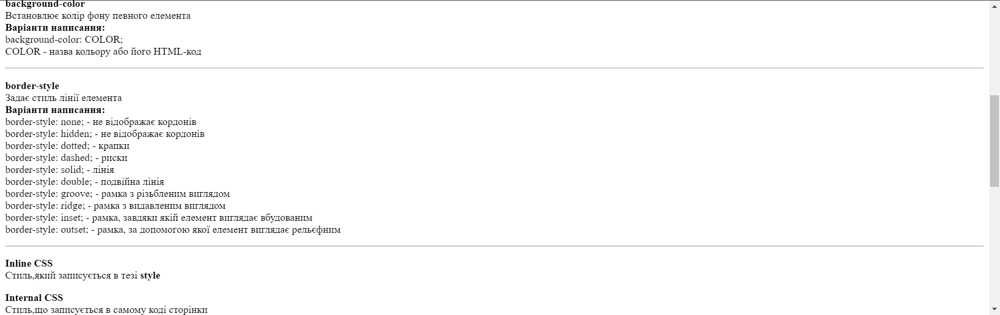 background-color
Встановлює колір фону певного елемента
Варіанти написання:
background-color: COLOR;
COLOR - назва кольору або його HTML-код
border-style
Задає стиль лінії елемента
Варіанти написання:
border-style: none; - не відображає кордонів
border-style: hidden; - не відображає кордонів
border-style: dotted; - крапки
border-style: dashed; - риски
border-style: solid; - лінія
border-style: double; - подвійна лінія
border-style: groove; - рамка з різьбленим виглядом
border-style: ridge; - рамка з видавленим виглядом
border-style: inset; - рамка, завдяки якій елемент виглядає вбудованим
border-style: outset; - рамка, за допомогою якої елемент виглядає рельєфним
Inline CSS
Стиль,який записується в тезі style
Internal CSS
Стиль,що записується в самому коді сторінки